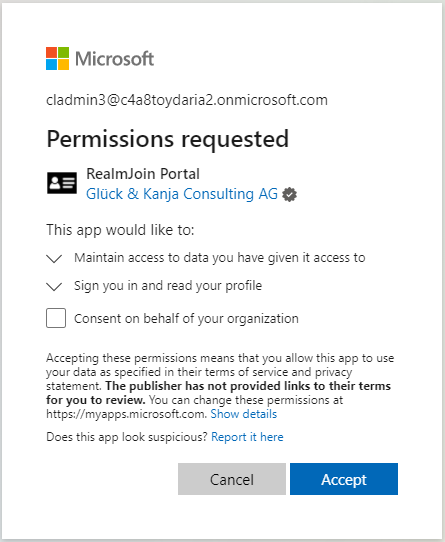 Microsoft
cladmin3@c4a8toydaria2.onmicrosoft.com
Permissions requested
RealmJoin Portal
Glück & Kanja Consulting AG
This app would like to:
Maintain access to data you have given it access to
Sign you in and read your profile
Consent on behalf of your organization
Accepting these permissions means that you allow this app to use
your data as specified in their terms of service and privacy
statement. The publisher has not provided links to their terms
for you to review. You can change these permissions at
https://myapps.microsoft.com. Show details
Does this app look suspicious? Report it here
Cancel Accept